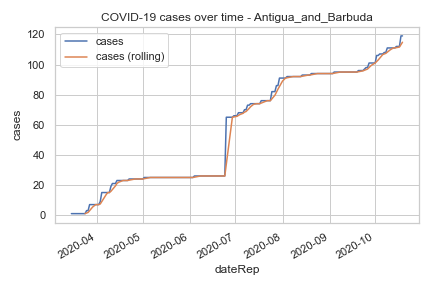 COVID-19 cases over time - Antigua_and_Barbuda
cases
cases (rolling)
120
100
80
60
40
20
0
cases
2020-04
2020-05
2020-06
2020-07
2020-08
2020-09
2020-10
dateRep